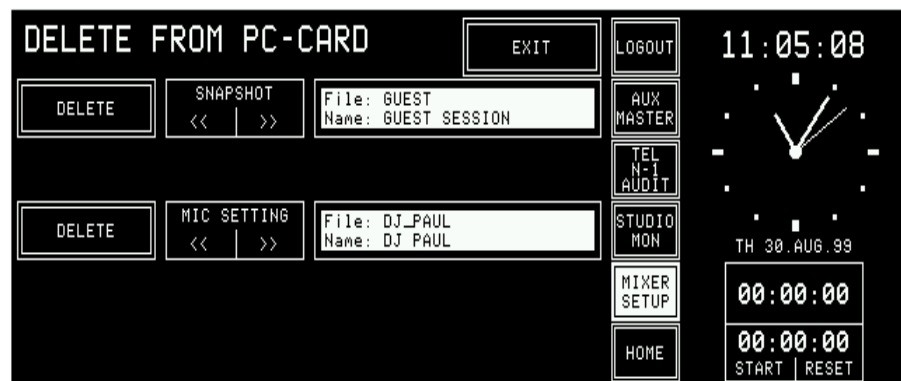 DELETE FROM PC-CARD
EXIT
DELETE
SNAPSHOT
<< >>
File: GUEST
Name: GUEST SESSION
DELETE
MIC SETTING
<< >>
File: DJ_PAUL
Name: DJ PAUL
LOGOUT
AUX
MASTER
TEL
N-1
AUDIT
STUDIO
MON
MIXER
SETUP
HOME
11:05:08
TH 30.AUG.99
00:00:00
00:00:00
START RESET